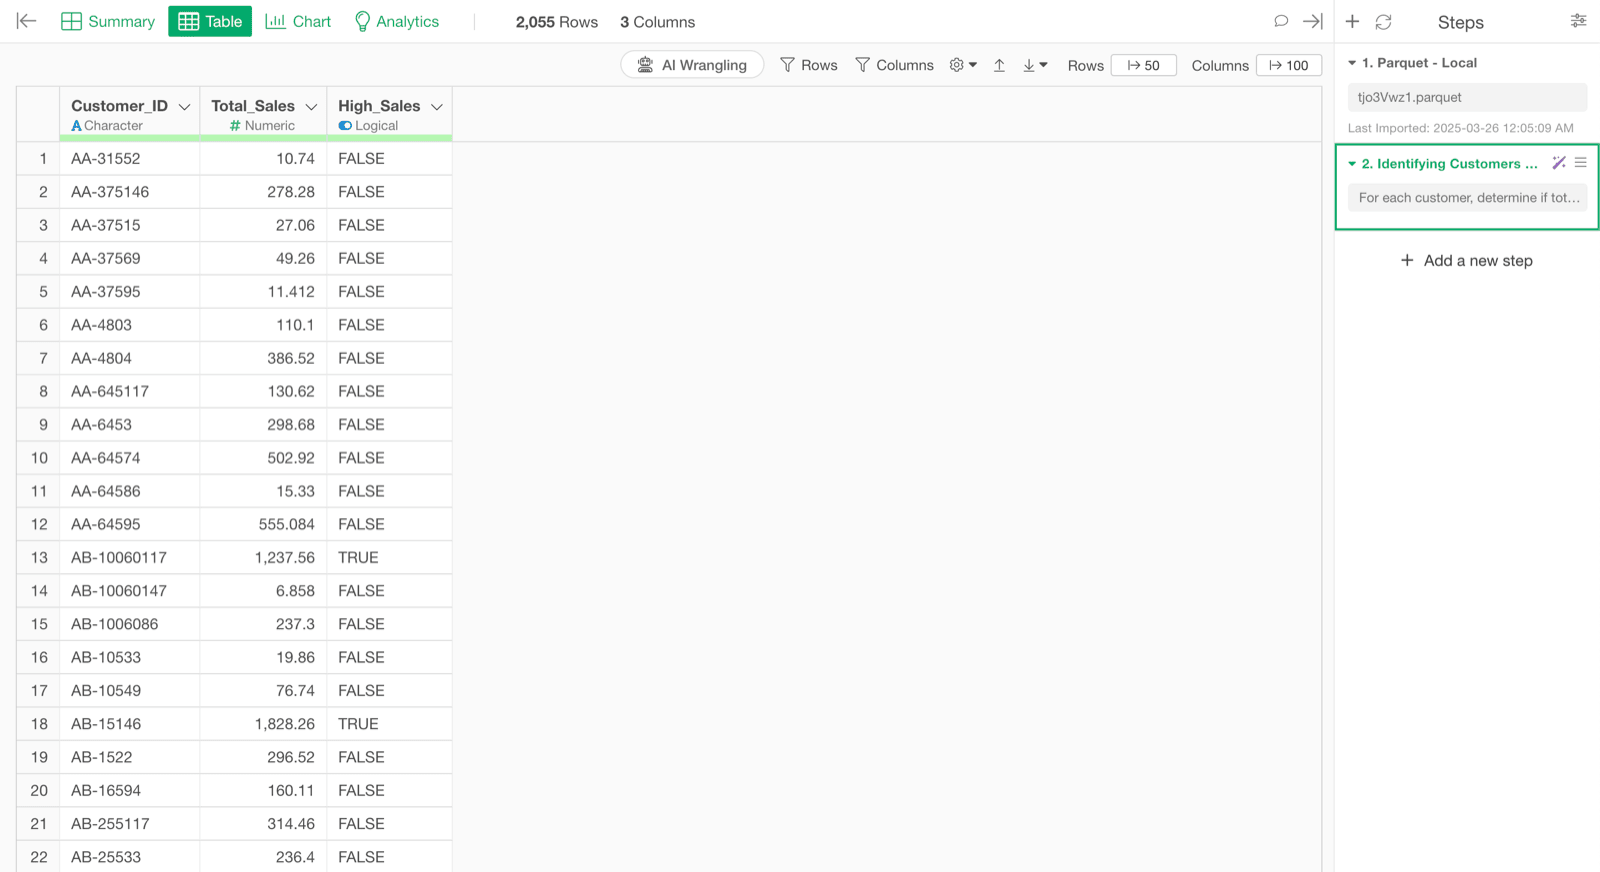 Summary Table Chart Analytics 2,055 Rows 3 Columns Steps
AI Wrangling Rows Columns Rows 50 Columns 100
1. Parquet - Local
tjo3Vwz1.parquet
Last Imported: 2025-03-26 12:05:09 AM
2. Identifying Customers ...
For each customer, determine if tot...
+ Add a new step
Customer_ID Total_Sales High_Sales
A Character # Numeric Logical
1 AA-31552 10.74 FALSE
2 AA-375146 278.28 FALSE
3 AA-37515 27.06 FALSE
4 AA-37569 49.26 FALSE
5 AA-37595 11.412 FALSE
6 AA-4803 110.1 FALSE
7 AA-4804 386.52 FALSE
8 AA-645117 130.62 FALSE
9 AA-6453 298.68 FALSE
10 AA-64574 502.92 FALSE
11 AA-64586 15.33 FALSE
12 AA-64595 555.084 FALSE
13 AB-10060117 1,237.56 TRUE
14 AB-10060147 6.858 FALSE
15 AB-1006086 237.3 FALSE
16 AB-10533 19.86 FALSE
17 AB-10549 76.74 FALSE
18 AB-15146 1,828.26 TRUE
19 AB-1522 296.52 FALSE
20 AB-16594 160.11 FALSE
21 AB-255117 314.46 FALSE
22 AB-25533 236.4 FALSE